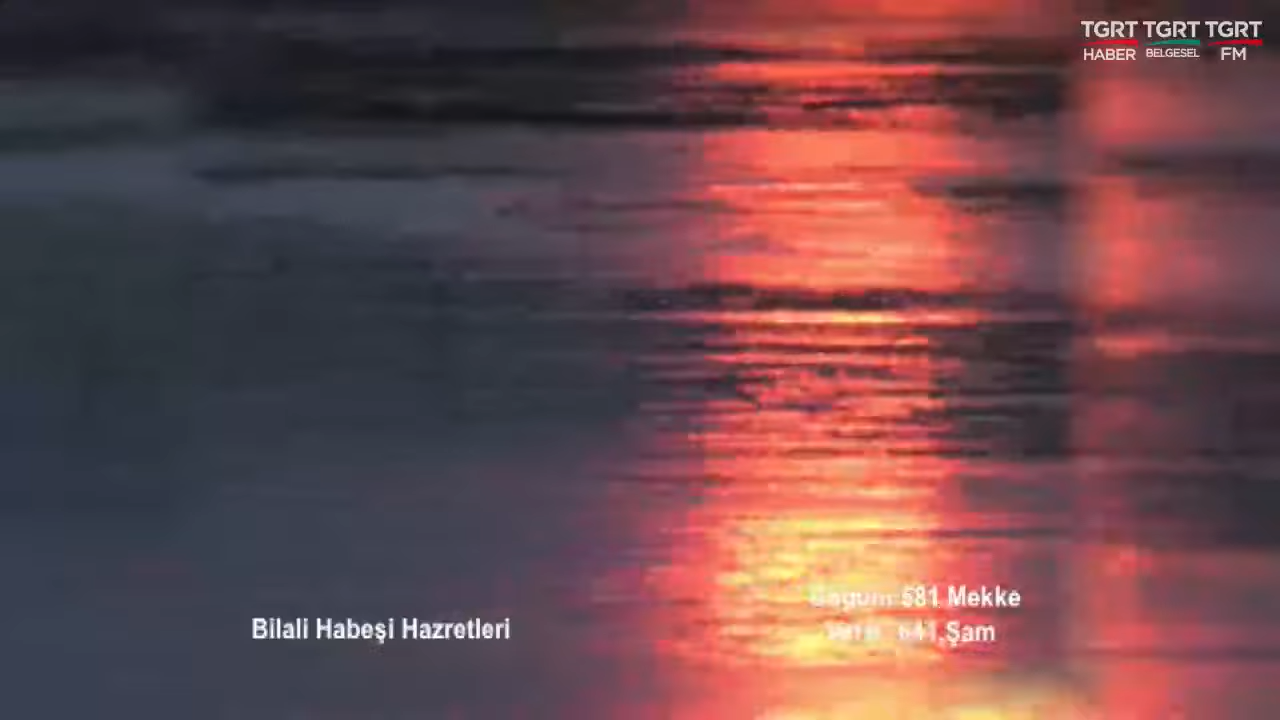 TGRT TGRT TGRT
HABER BELGESEL FM
Bilali Habeşi Hazretleri
581 Mekke
641 Şam